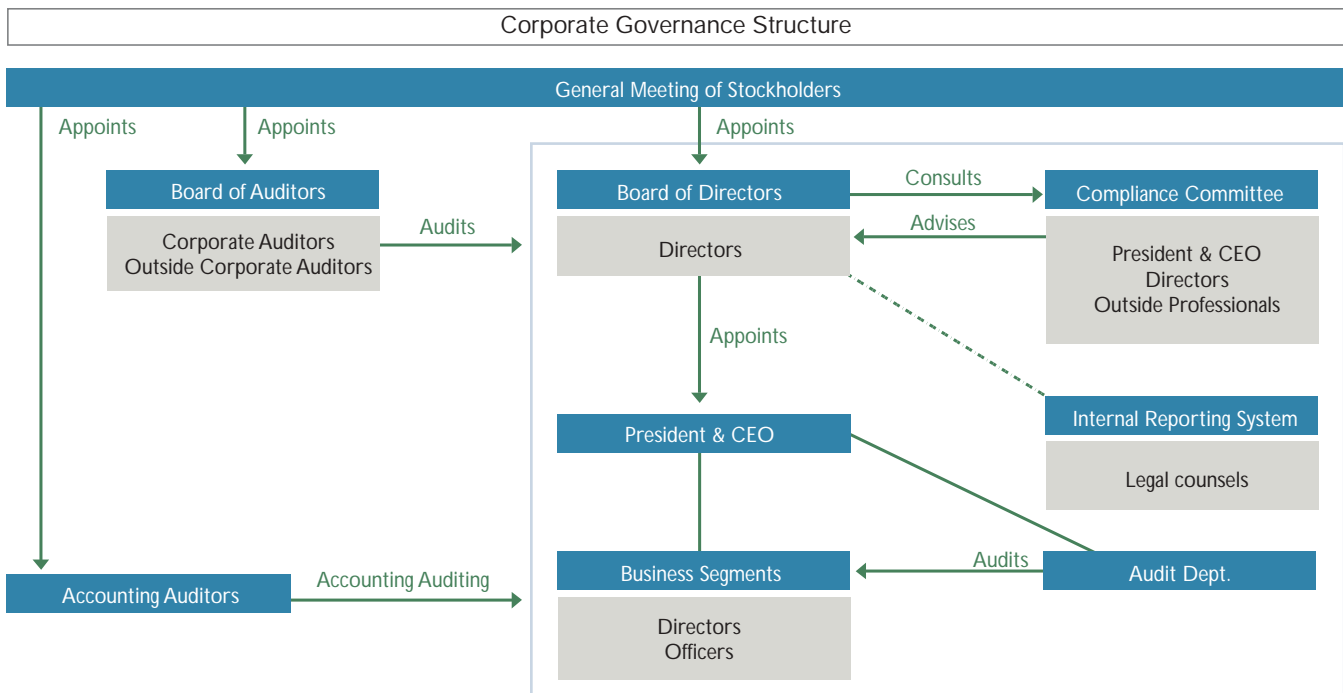 Corporate Governance Structure
General Meeting of Stockholders
Appoints
Appoints
Appoints
Board of Auditors
Corporate Auditors
Outside Corporate Auditors
Audits
Board of Directors
Directors
Consults
Advises
Compliance Committee
President & CEO
Directors
Outside Professionals
Appoints
President & CEO
Internal Reporting System
Legal counsels
Accounting Auditors
Accounting Auditing
Business Segments
Directors
Officers
Audits
Audit Dept.